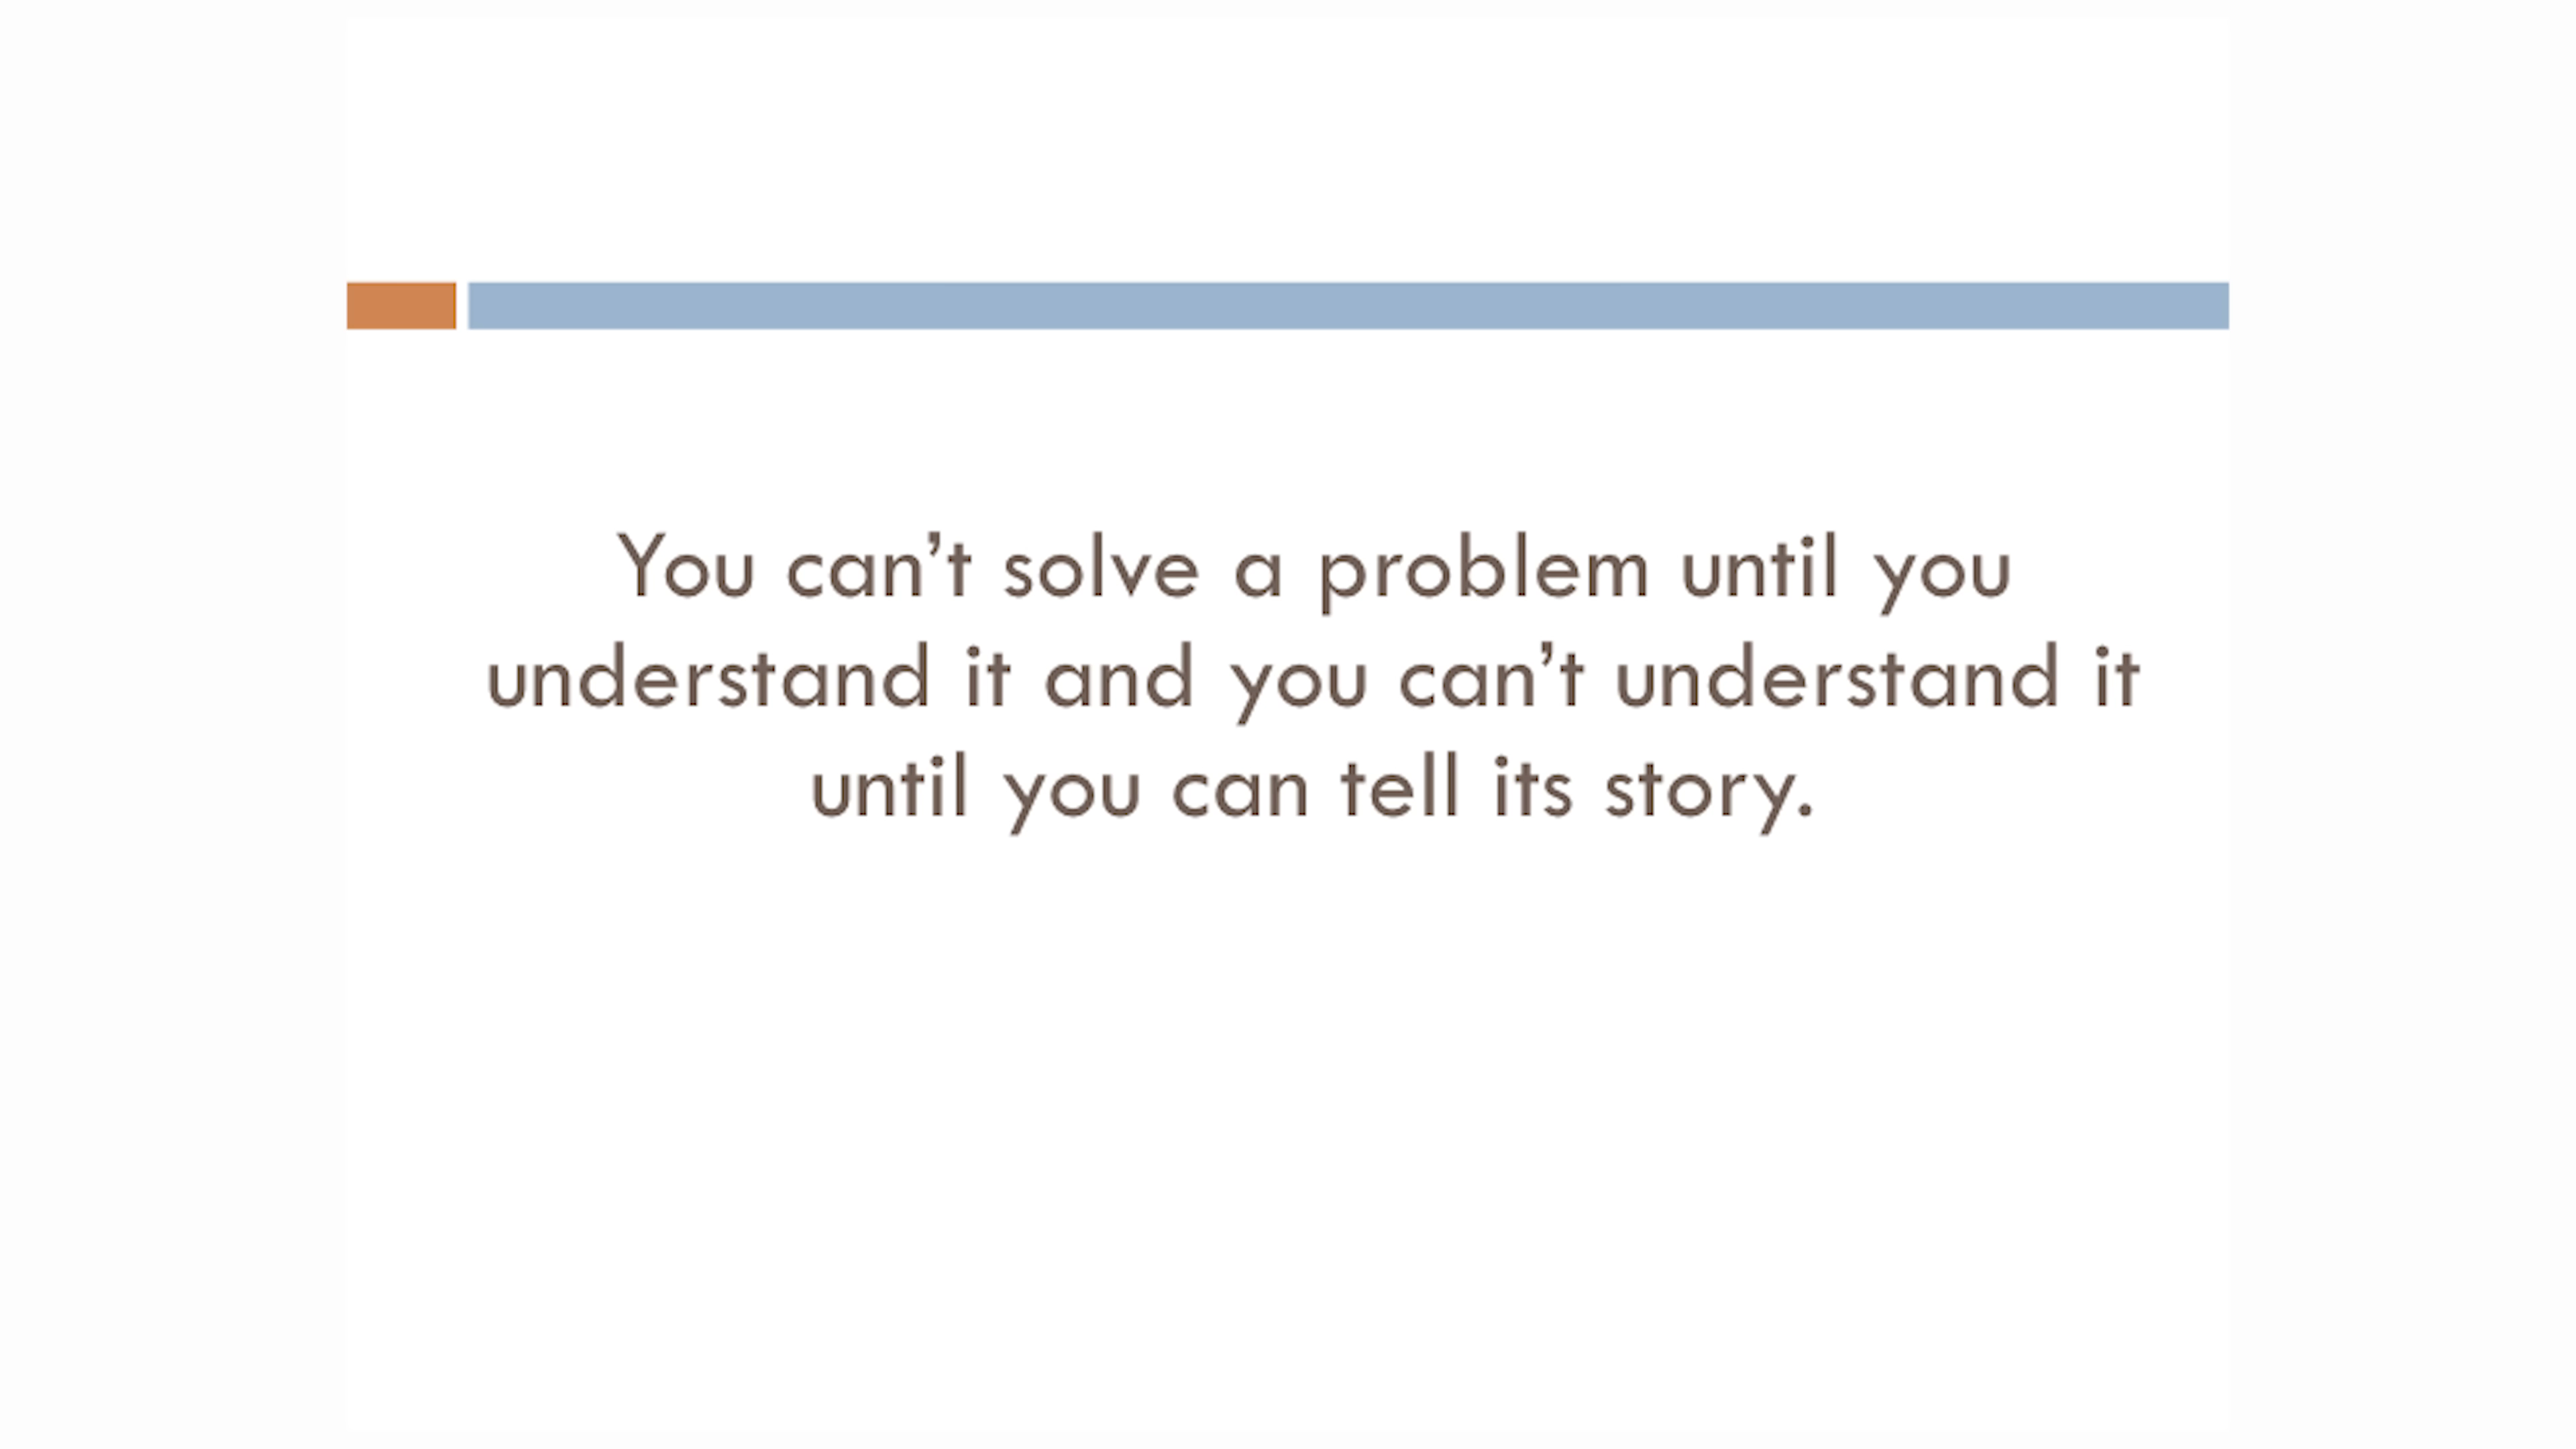 You can’t solve a problem until you
understand it and you can’t understand it
until you can tell its story.